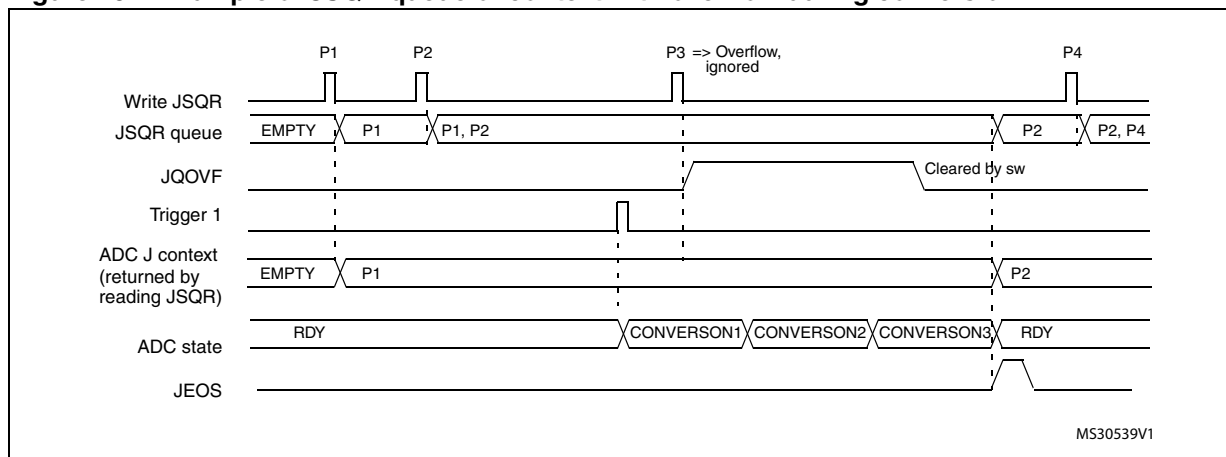 P1 P2 P3 => Overflow, P4
ignored
Write JSQR
JSQR queue EMPTY P1 P1, P2 P2 P2, P4
JQOVF Cleared by sw
Trigger 1
ADC J context
(returned by
reading JSQR) EMPTY P1 P2
ADC state RDY CONVERSON1 CONVERSON2 CONVERSON3 RDY
JEOS
MS30539V1